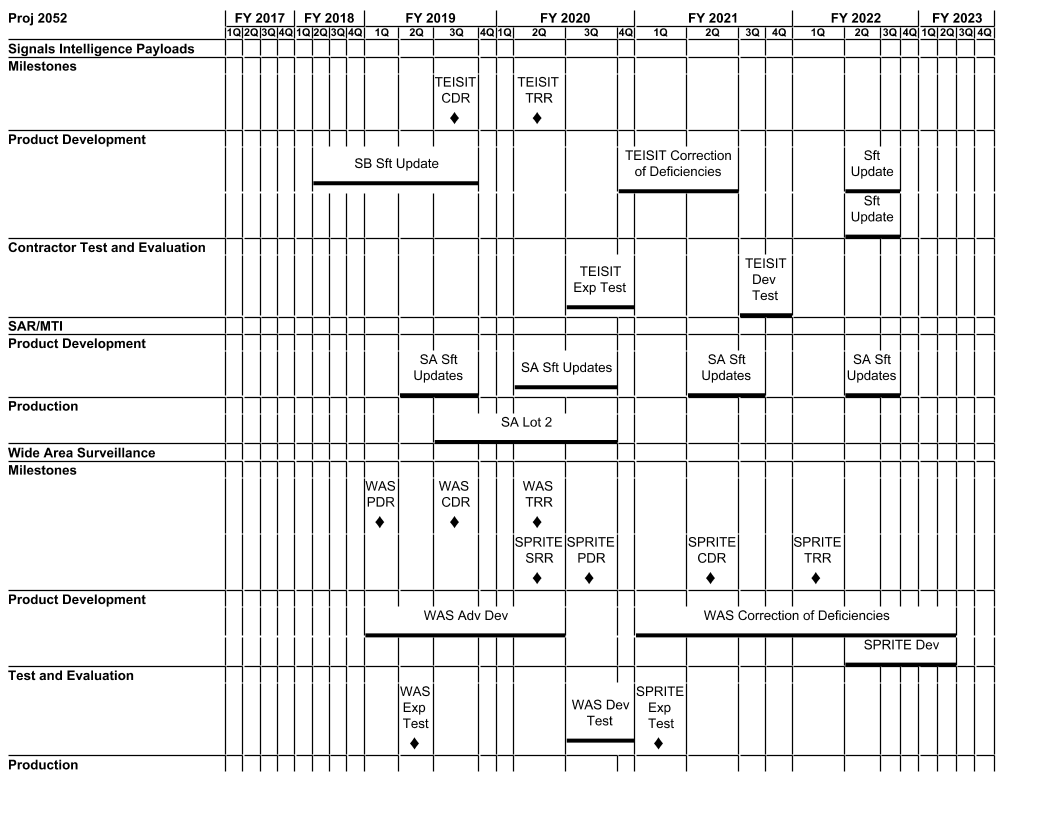 Proj 2052 FY 2017 FY 2018 FY 2019 FY 2020 FY 2021 FY 2022 FY 2023
1Q 2Q 3Q 4Q 1Q 2Q 3Q 4Q 1Q 2Q 3Q 4Q 1Q 2Q 3Q 4Q 1Q 2Q 3Q 4Q 1Q 2Q 3Q 4Q 1Q 2Q 3Q 4Q
Signals Intelligence Payloads
Milestones
TEISIT TEISIT
CDR TRR
Product Development
SB Sft Update
TEISIT Correction
of Deficiencies
Sft
Update
Sft
Update
Contractor Test and Evaluation
TEISIT
Exp Test
TEISIT
Dev
Test
SAR/MTI
Product Development
SA Sft
Updates
SA Sft Updates
SA Sft
Updates
SA Sft
Updates
Production
SA Lot 2
Wide Area Surveillance
Milestones
WAS WAS WAS
PDR CDR TRR
SPRITE SPRITE SPRITE SPRITE
SRR PDR CDR TRR
Product Development
WAS Adv Dev WAS Correction of Deficiencies
SPRITE Dev
Test and Evaluation
WAS
Exp
Test
WAS Dev
Test
SPRITE
Exp
Test
Production